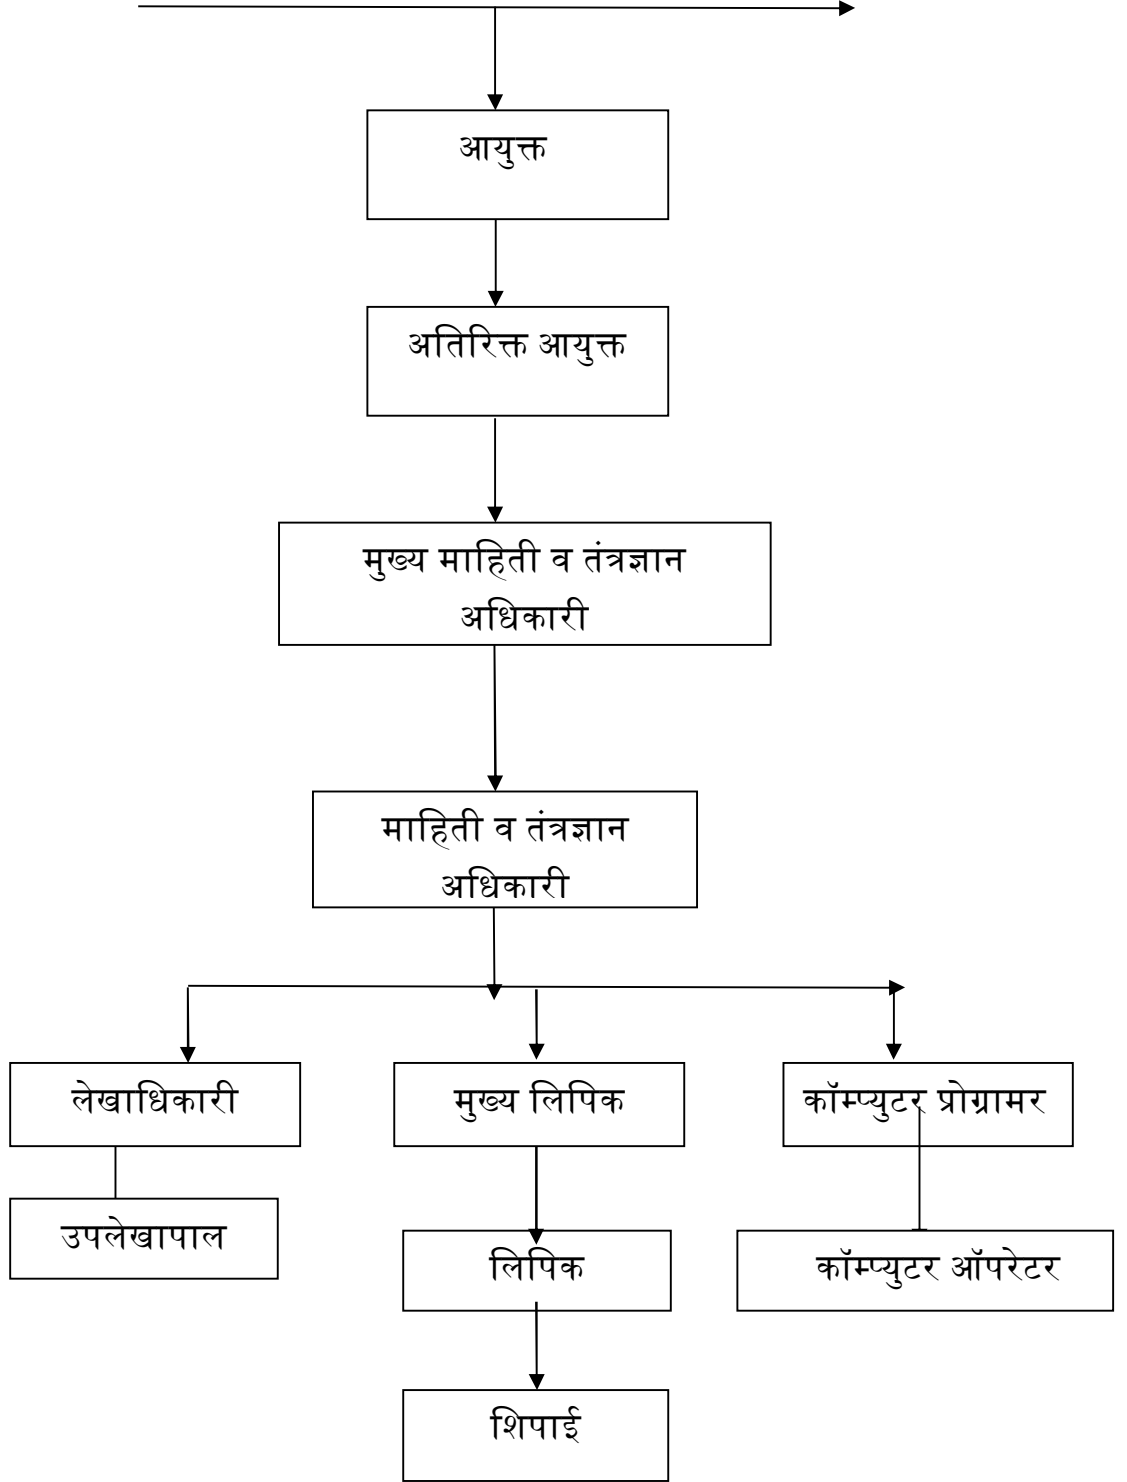 आयुक्त
अतिरिक्त आयुक्त
मुख्य माहिती व तंत्रज्ञान
अधिकारी
माहिती व तंत्रज्ञान
अधिकारी
लेखाधिकारी
मुख्य लिपिक
कॉम्प्युटर प्रोग्रामर
उपलेखापाल
लिपिक
कॉम्प्युटर ऑपरेटर
शिपाई